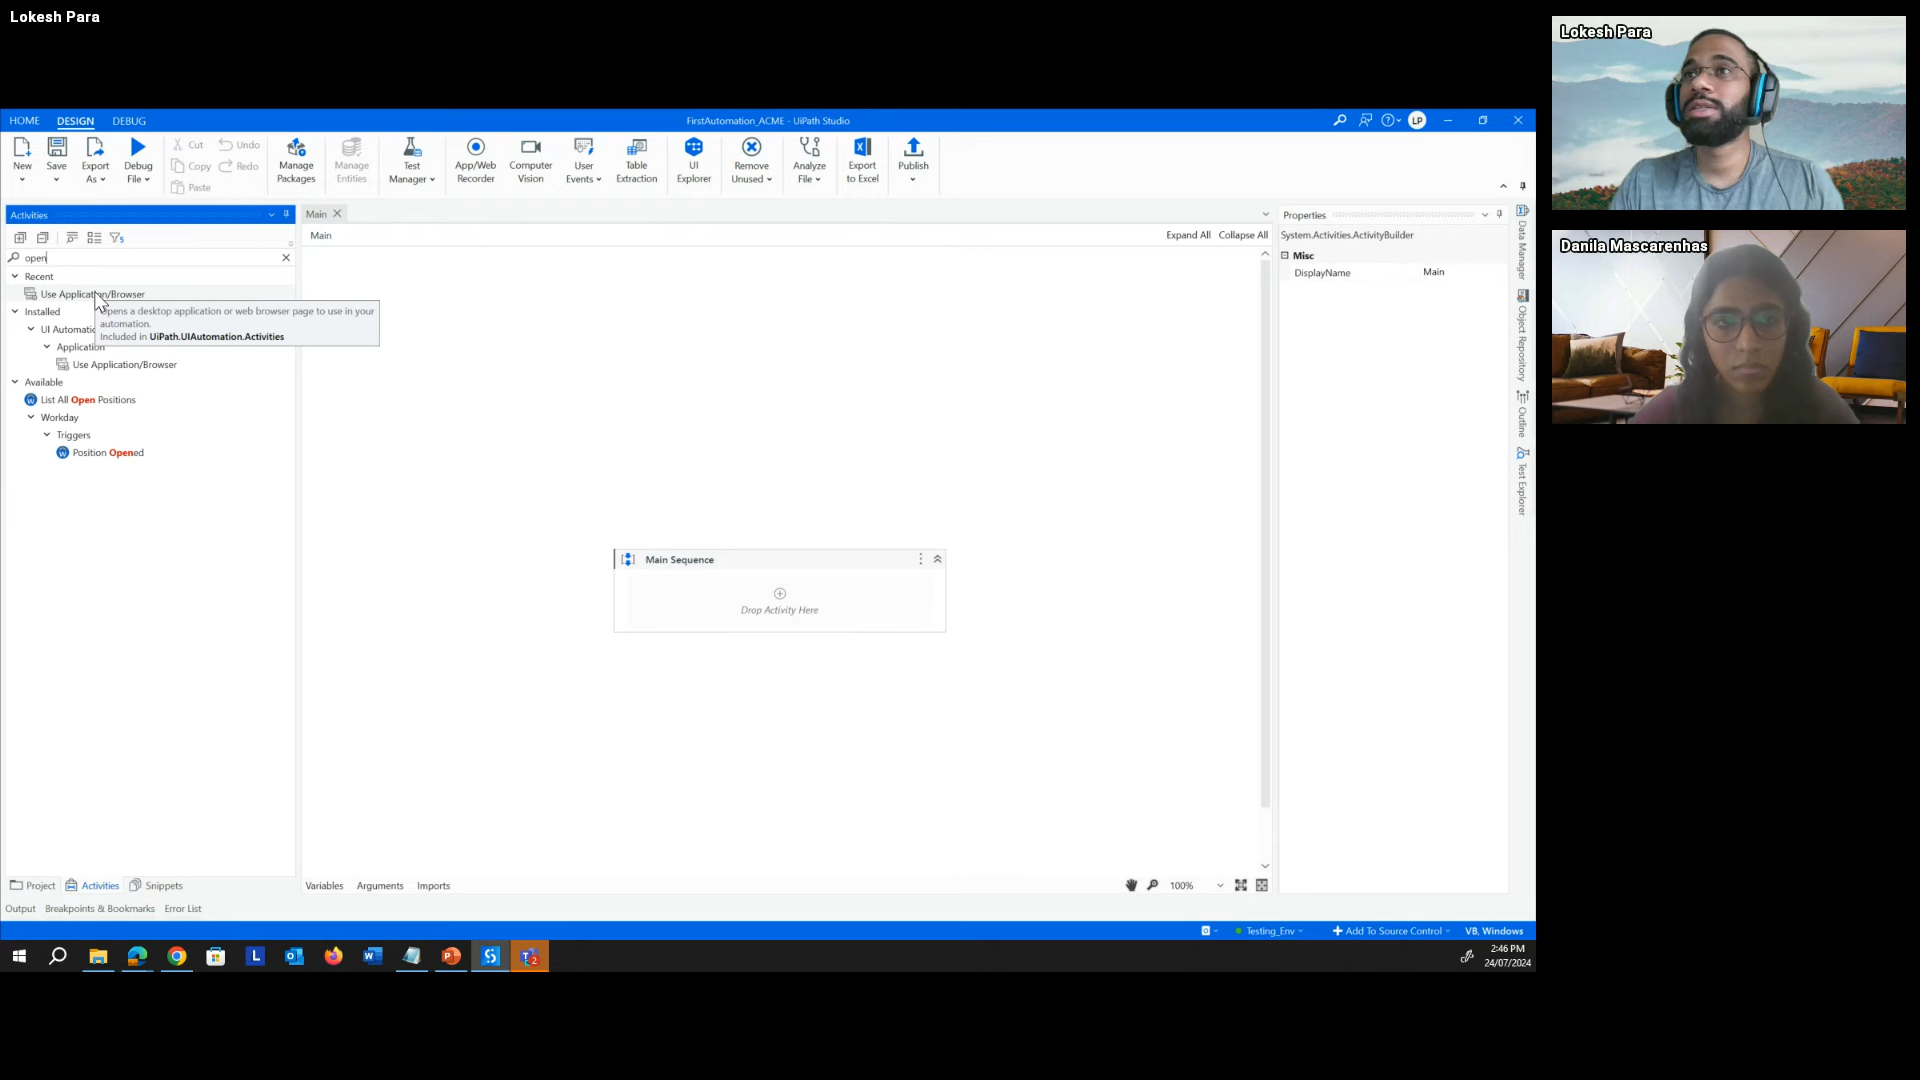 Lokesh Para
Lokesh Para
Danila Mascarenhas
HOME DESIGN DEBUG
FirstAutomation_ACME - UiPath Studio
LP
New
Save
Export As
Debug File
Cut
Copy
Paste
Undo
Redo
Manage Packages
Manage Entities
Test Manager
App/Web Recorder
Computer Vision
User Events
Table Extraction
UI Explorer
Remove Unused
Analyze File
Export to Excel
Publish
Activities
5
open
Recent
Use Application/Browser
Opens a desktop application or web browser page to use in your
automation.
Included in UiPath.UIAutomation.Activities
Installed
UI Automatio
Application
Use Application/Browser
Available
List All Open Positions
Workday
Triggers
Position Opened
Main
Main
Expand All Collapse All
Main Sequence
Drop Activity Here
Properties
System.Activities.ActivityBuilder
Misc
DisplayName Main
Data Manager
Object Repository
Outline
Test Explorer
Project Activities Snippets
Variables Arguments Imports
100%
Output Breakpoints & Bookmarks Error List
Testing_Env
Add To Source Control
VB, Windows
2:46 PM
24/07/2024